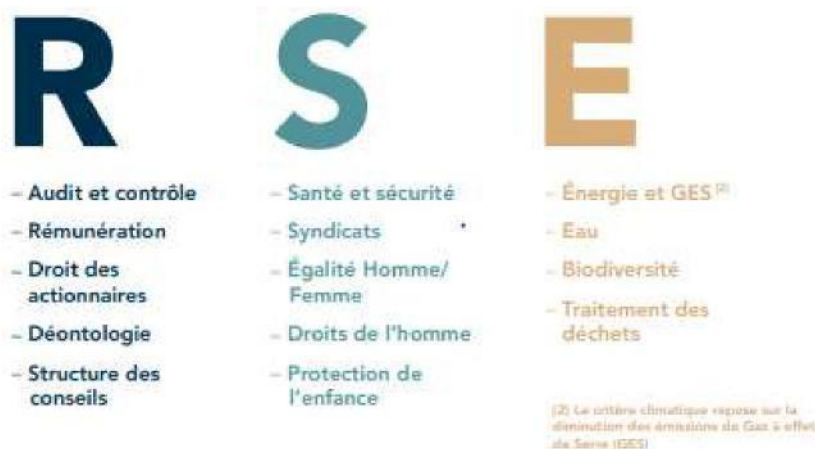 R
– Audit et contrôle
– Rémunération
– Droit des
actionnaires
– Déontologie
– Structure des
conseils
S
– Santé et sécurité
– Syndicats
– Égalité Homme/
Femme
– Droits de l'homme
– Protection de
l'enfance
E
– Énergie et GES (2)
– Eau
– Biodiversité
– Traitement des
déchets
(2) Le critère climatique repose sur la
diminution des émissions de Gaz à effet
de Serre (GES)